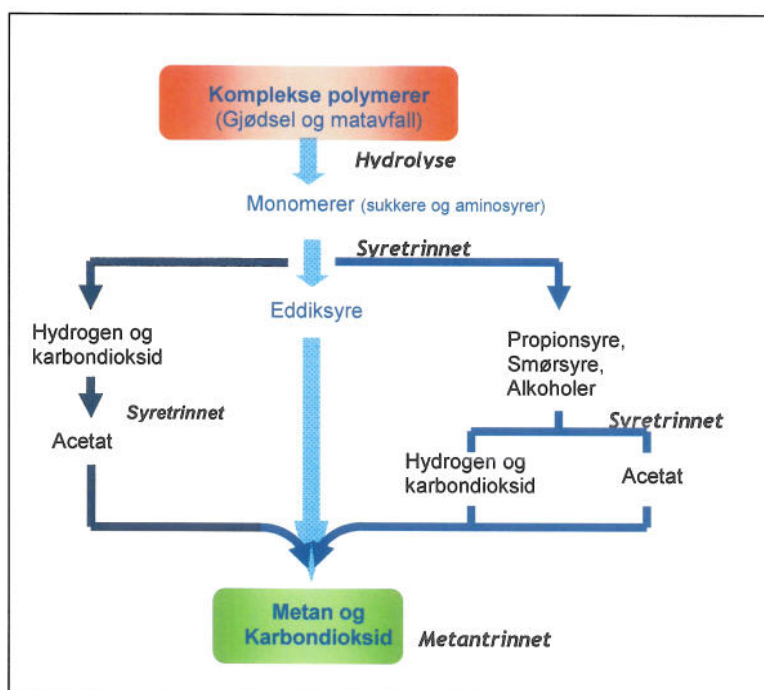 Komplekse polymerer
(Gjødsel og matavfall)
Hydrolyse
Monomerer (sukkere og aminosyrer)
Syretrinnet
Eddiksyre
Hydrogen og
karbondioksid
Propionsyre,
Smørsyre,
Alkoholer
Syretrinnet
Acetat
Syretrinnet
Hydrogen og
karbondioksid
Acetat
Metan og
Karbondioksid
Metantrinnet